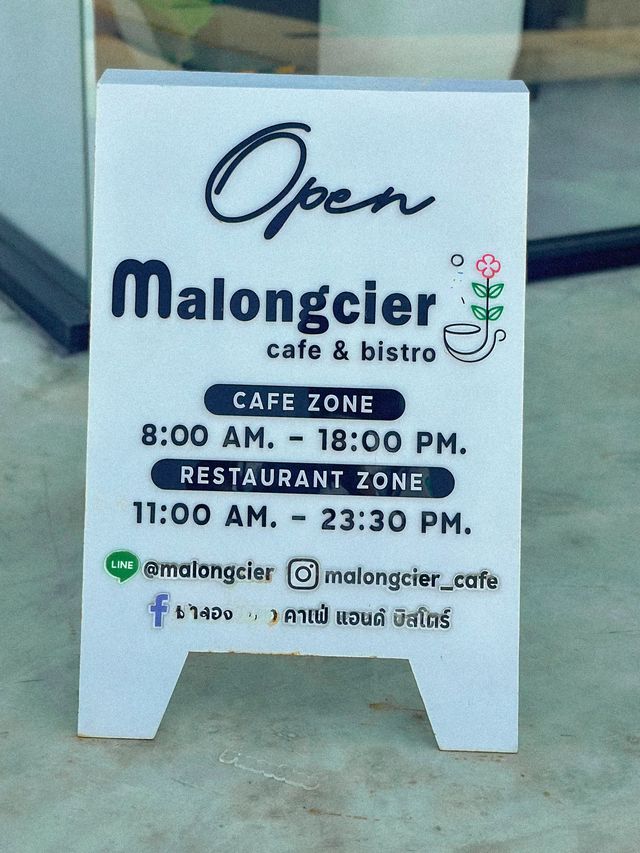 Open
Malongcier
cafe & bistro
CAFE ZONE
8:00 AM. – 18:00 PM.
RESTAURANT ZONE
11:00 AM. – 23:30 PM.
LINE @malongcier malongcier_cafe
คาเฟ่ แอนด์ บิสโตร์